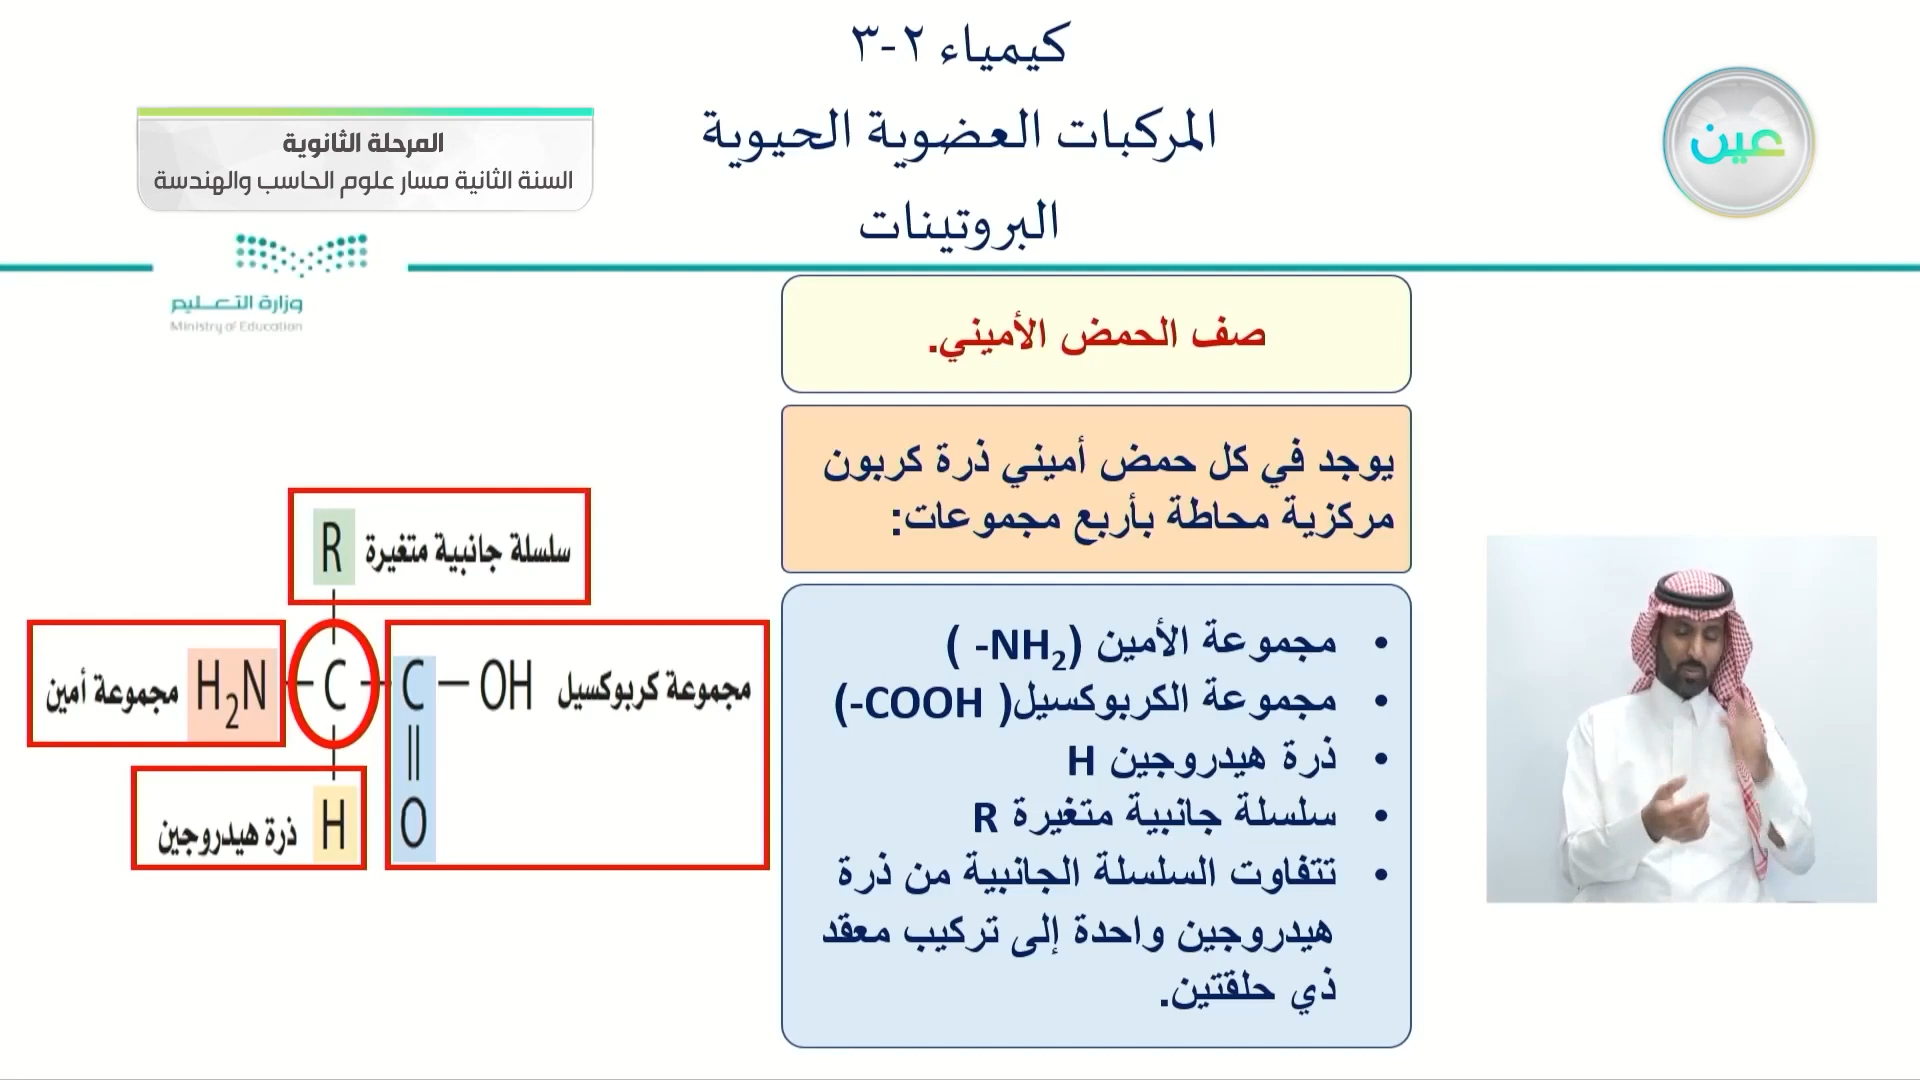 كيمياء ٢-٣
المركبات العضوية الحيوية
البروتينات
عين
المرحلة الثانوية
السنة الثانية مسار علوم الحاسب والهندسة
وزارة التعليم
Ministry of Education
صف الحمض الأميني.
يوجد في كل حمض أميني ذرة كربون
مركزية محاطة بأربع مجموعات:
• مجموعة الأمين (-NH₂)
• مجموعة الكربوكسيل (-COOH)
• ذرة هيدروجين H
• سلسلة جانبية متغيرة R
• تتفاوت السلسلة الجانبية من ذرة
هيدروجين واحدة إلى تركيب معقد
ذي حلقتين.
R سلسلة جانبية متغيرة
مجموعة أمين H₂N
C
C — OH مجموعة كربوكسيل
O
ذرة هيدروجين H